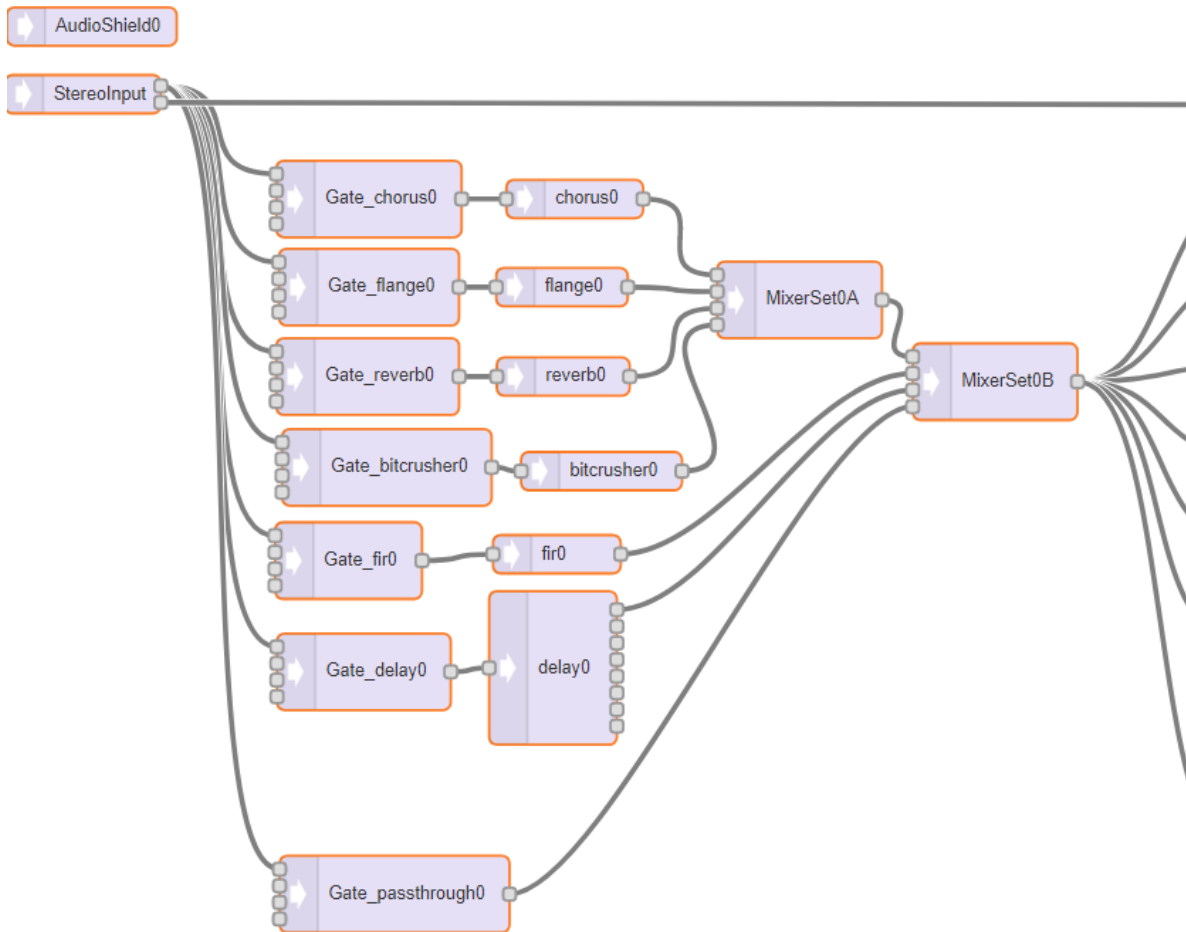 AudioShield0
StereoInput
Gate_chorus0
chorus0
Gate_flange0
flange0
MixerSet0A
Gate_reverb0
reverb0
MixerSet0B
Gate_bitcrusher0
bitcrusher0
Gate_fir0
fir0
Gate_delay0
delay0
Gate_passthrough0